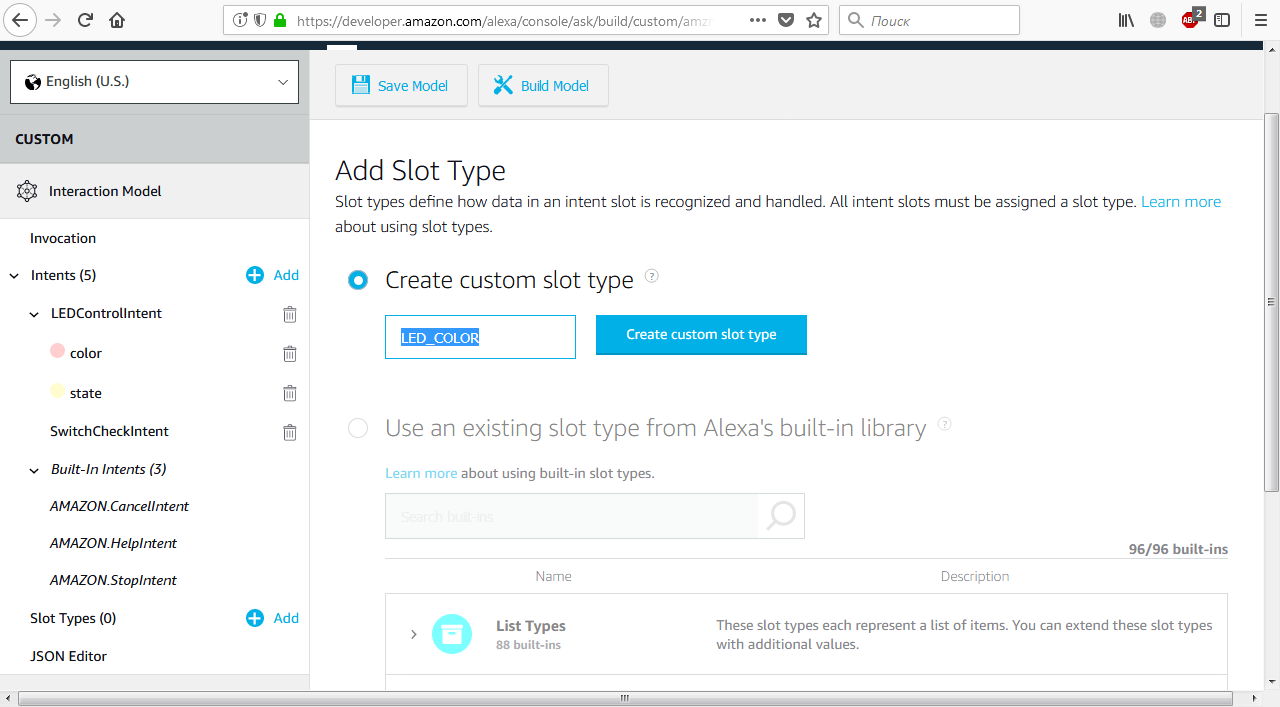 https://developer.amazon.com/alexa/console/ask/build/custom/amzn
Поиск
ABP
2
English (U.S.)
Save Model
Build Model
CUSTOM
Interaction Model
Invocation
Intents (5)
Add
LEDControlIntent
color
state
SwitchCheckIntent
Built-In Intents (3)
AMAZON.CancelIntent
AMAZON.HelpIntent
AMAZON.StopIntent
Slot Types (0)
Add
JSON Editor
Add Slot Type
Slot types define how data in an intent slot is recognized and handled. All intent slots must be assigned a slot type. Learn more
about using slot types.
Create custom slot type ?
LED_COLOR
Create custom slot type
Use an existing slot type from Alexa's built-in library ?
Learn more about using built-in slot types.
Search built-ins
96/96 built-ins
Name
Description
List Types
88 built-ins
These slot types each represent a list of items. You can extend these slot types
with additional values.